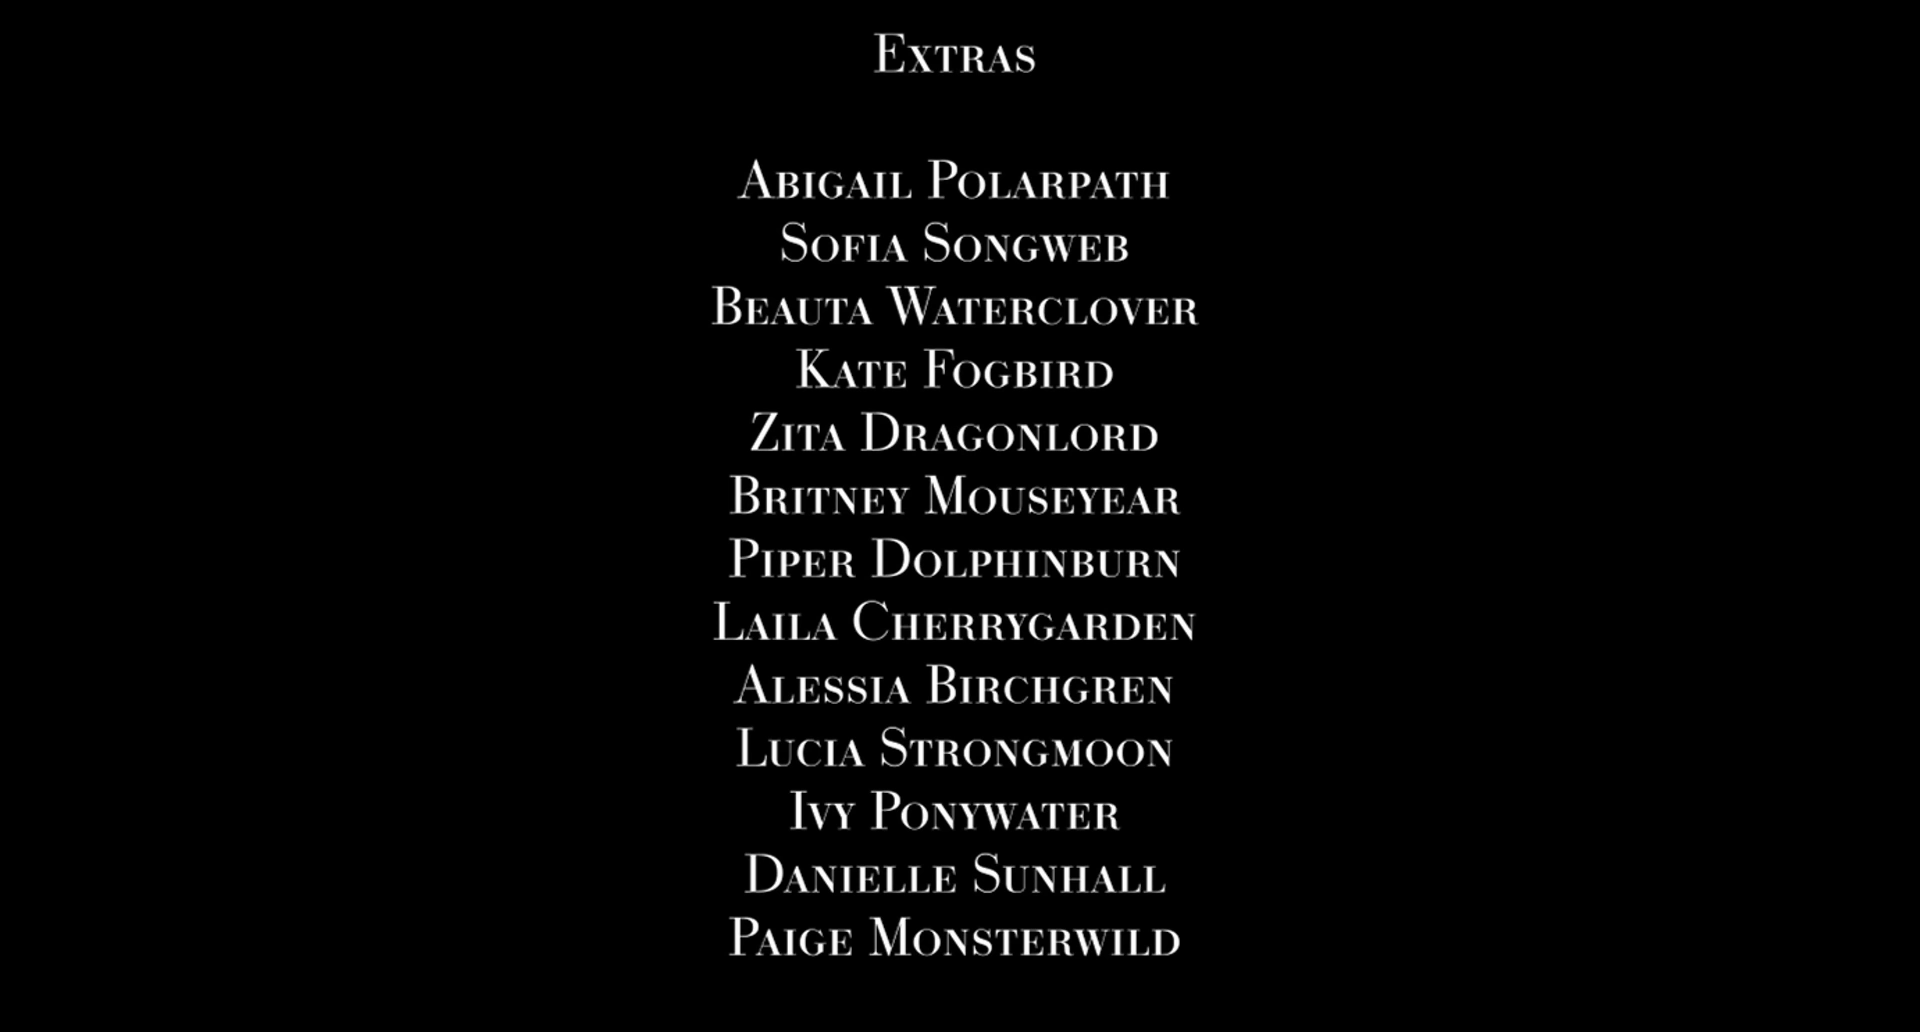 Extras
Abigail Polarpath
Sofia Songweb
Beauta Waterclover
Kate Fogbird
Zita Dragonlord
Britney Mouseyear
Piper Dolphinburn
Laila Cherrygarden
Alessia Birchgren
Lucia Strongmoon
Ivy Ponywater
Danielle Sunhall
Paige Monsterwild